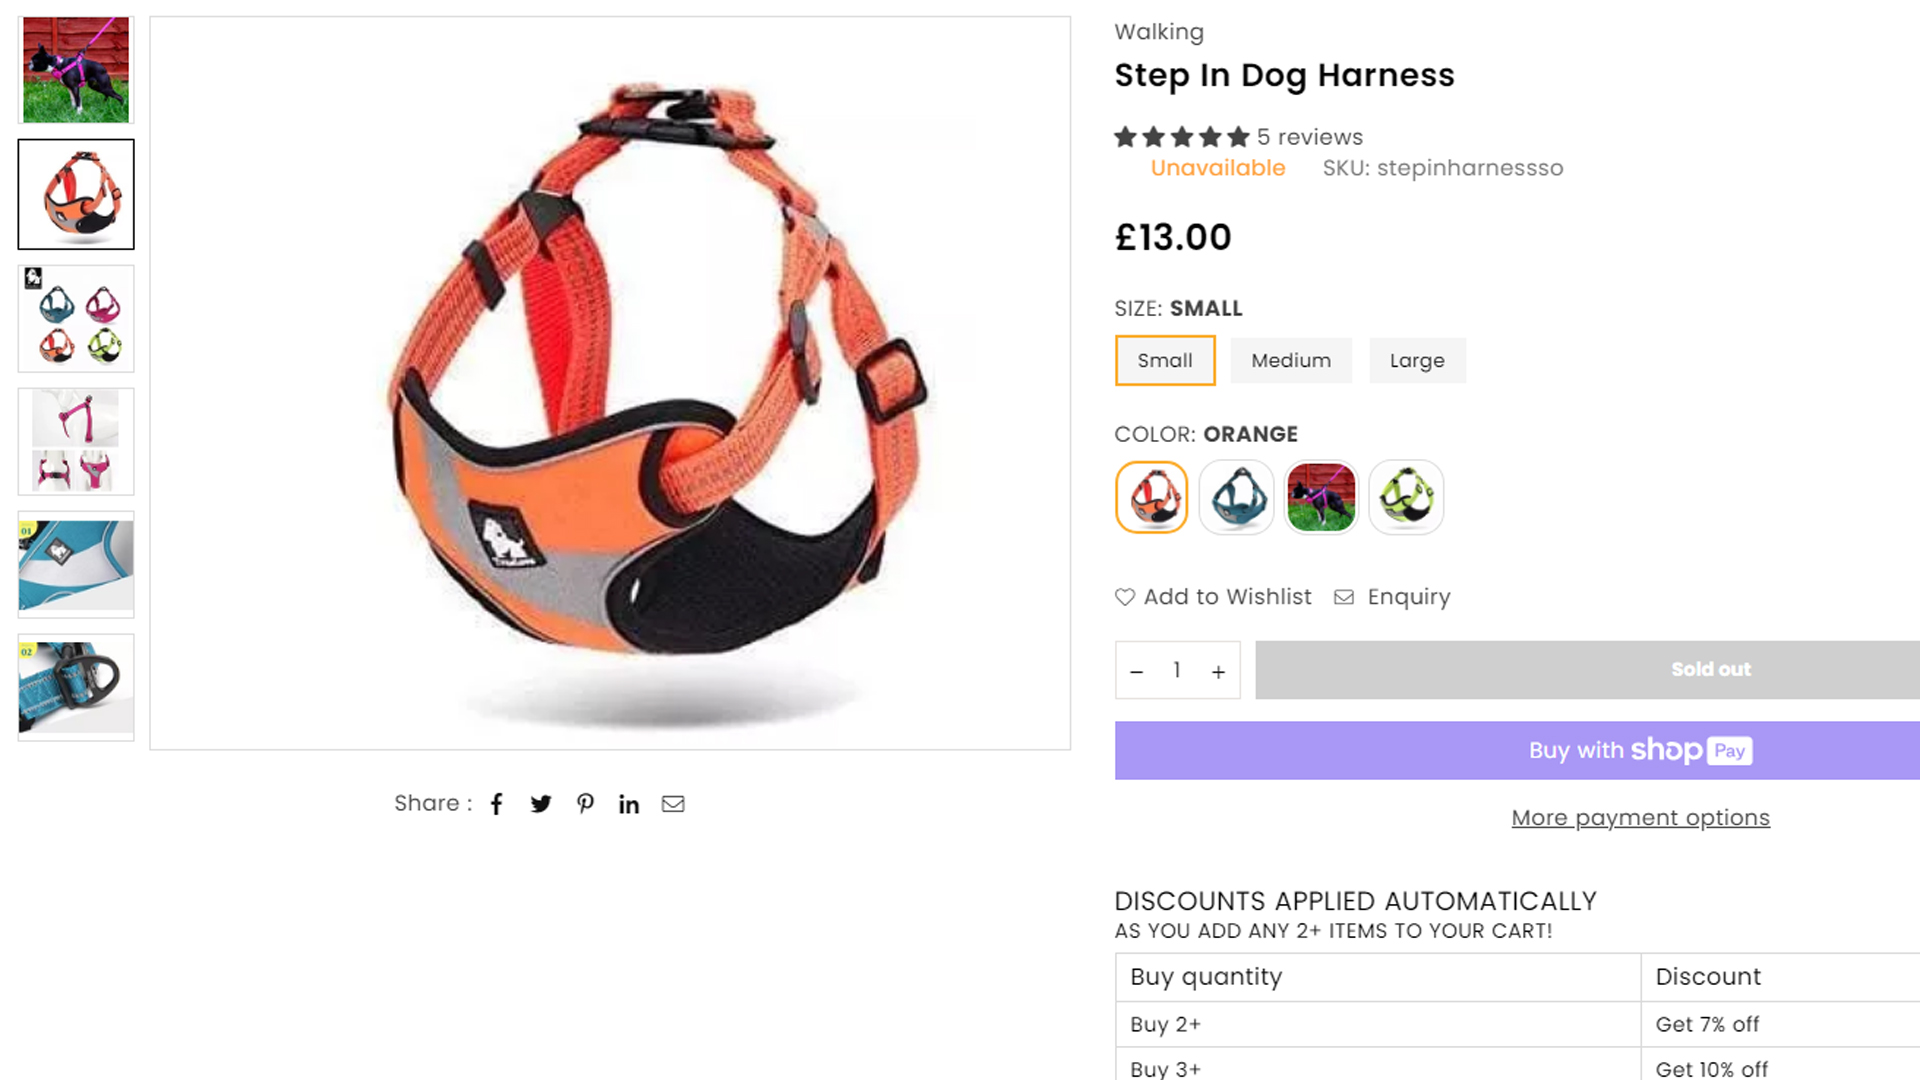 Walking
Step In Dog Harness
5 reviews
Unavailable SKU: stepinharnessso
£13.00
SIZE: SMALL
Small Medium Large
COLOR: ORANGE
Add to Wishlist Enquiry
− 1 + Sold out
Buy with shop Pay
More payment options
01
02
Share :
DISCOUNTS APPLIED AUTOMATICALLY
AS YOU ADD ANY 2+ ITEMS TO YOUR CART!
Buy quantity Discount
Buy 2+ Get 7% off
Buy 3+ Get 10% off